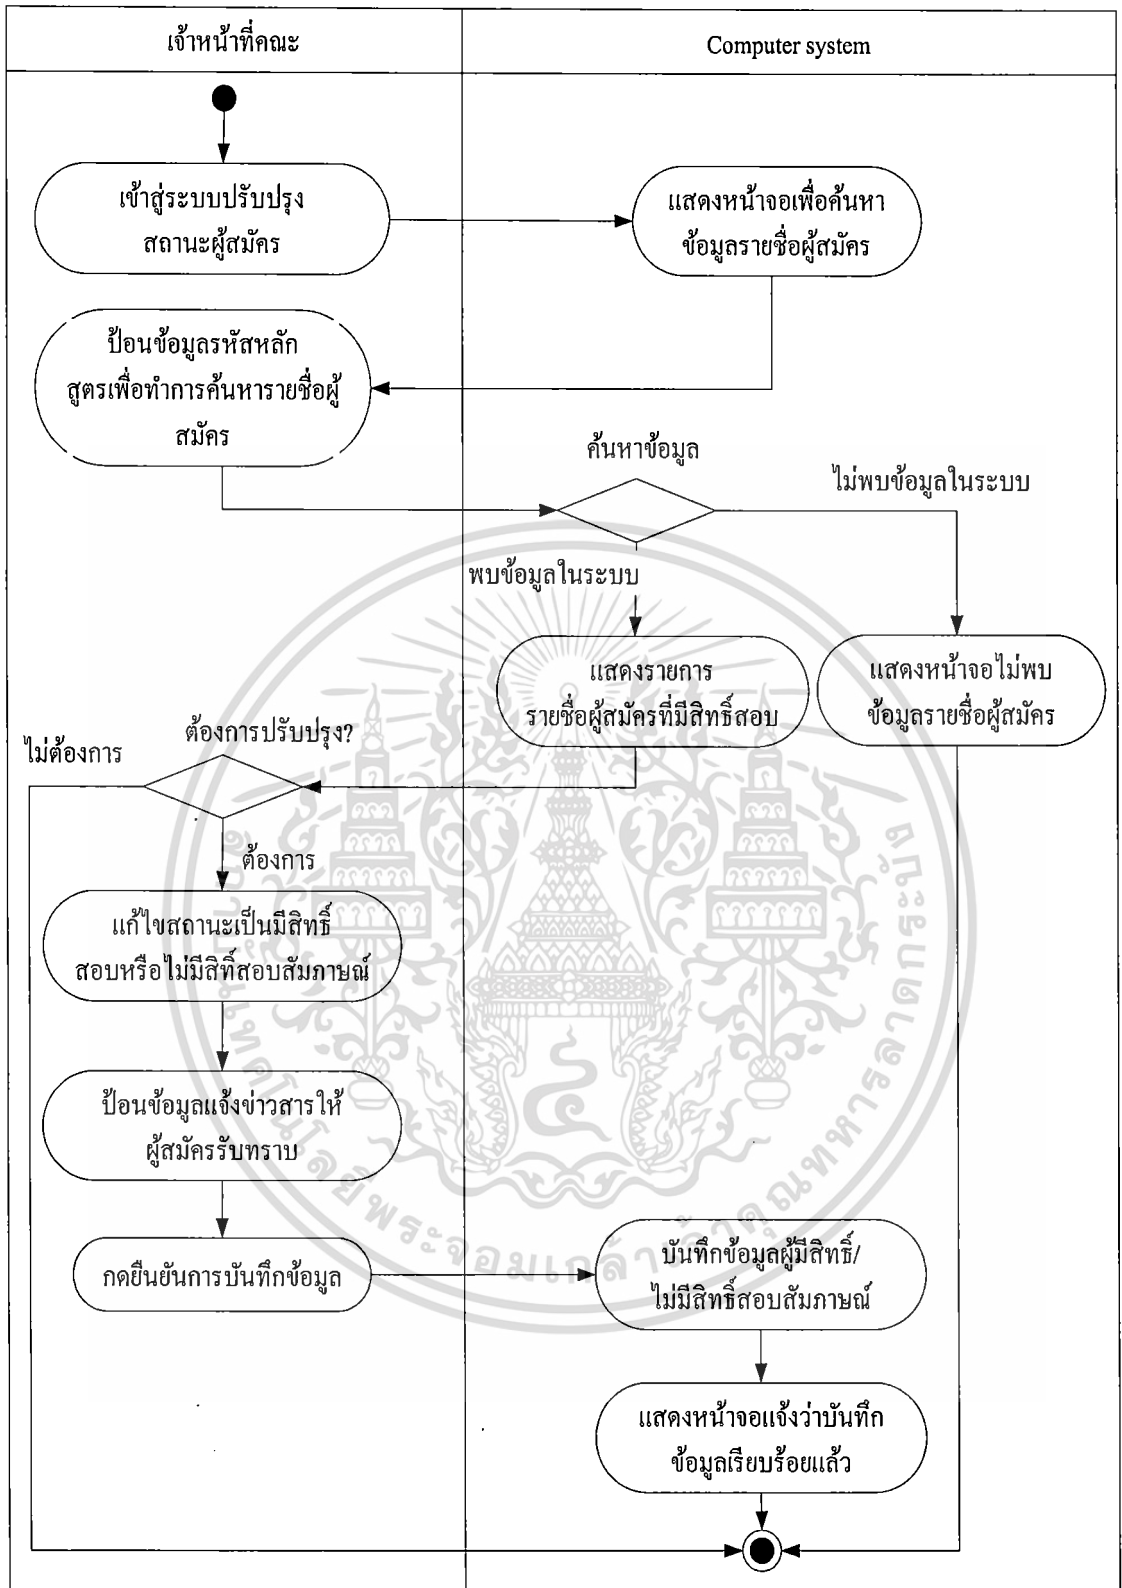 เจ้าหน้าที่คณะ
Computer system
เข้าสู่ระบบปรับปรุง
สถานะผู้สมัคร
แสดงหน้าจอเพื่อค้นหา
ข้อมูลรายชื่อผู้สมัคร
ป้อนข้อมูลรหัสหลัก
สูตรเพื่อทำการค้นหารายชื่อผู้
สมัคร
ค้นหาข้อมูล
ไม่พบข้อมูลในระบบ
พบข้อมูลในระบบ
แสดงรายการ
รายชื่อผู้สมัครที่มีสิทธิ์สอบ
แสดงหน้าจอไม่พบ
ข้อมูลรายชื่อผู้สมัคร
ต้องการปรับปรุง?
ไม่ต้องการ
ต้องการ
แก้ไขสถานะเป็นมีสิทธิ์
สอบหรือไม่มีสิทิ์สอบสัมภาษณ์
ป้อนข้อมูลแจ้งข่าวสารให้
ผู้สมัครรับทราบ
กดยืนยันการบันทึกข้อมูล
บันทึกข้อมูลผู้มีสิทธิ์/
ไม่มีสิทธิ์สอบสัมภาษณ์
แสดงหน้าจอแจ้งว่าบันทึก
ข้อมูลเรียบร้อยแล้ว